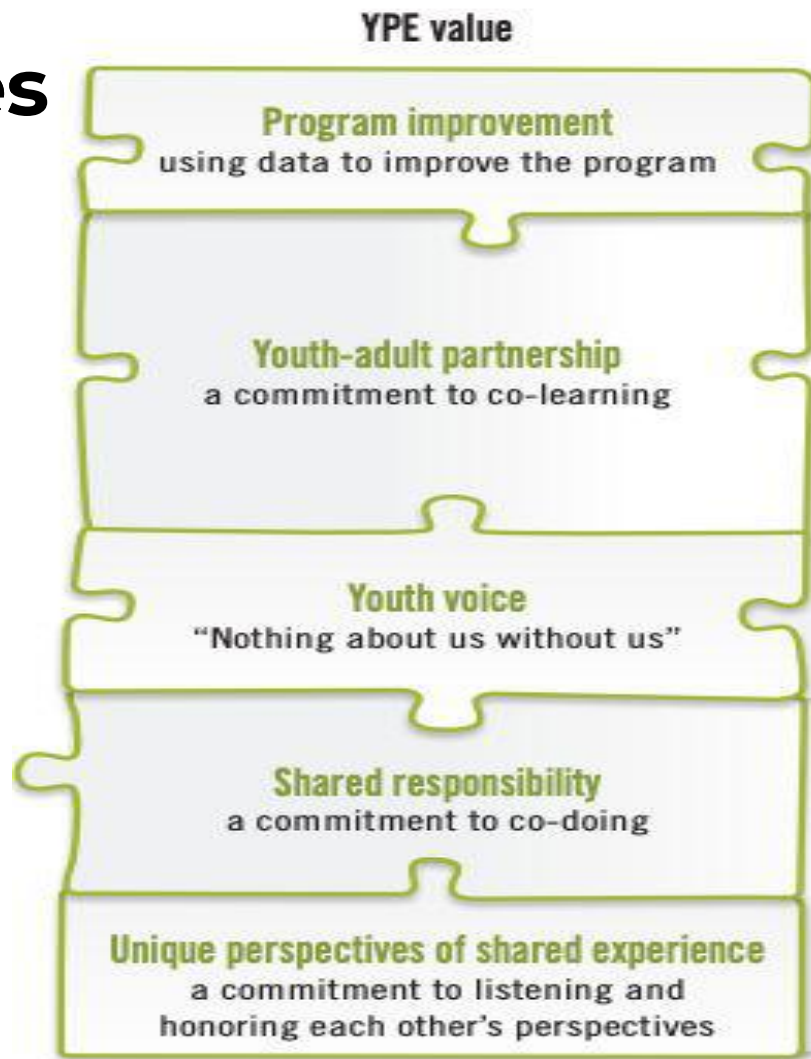 YPE value
es
Program improvement
using data to improve the program
Youth-adult partnership
a commitment to co-learning
Youth voice
“Nothing about us without us”
Shared responsibility
a commitment to co-doing
Unique perspectives of shared experience
a commitment to listening and
honoring each other’s perspectives